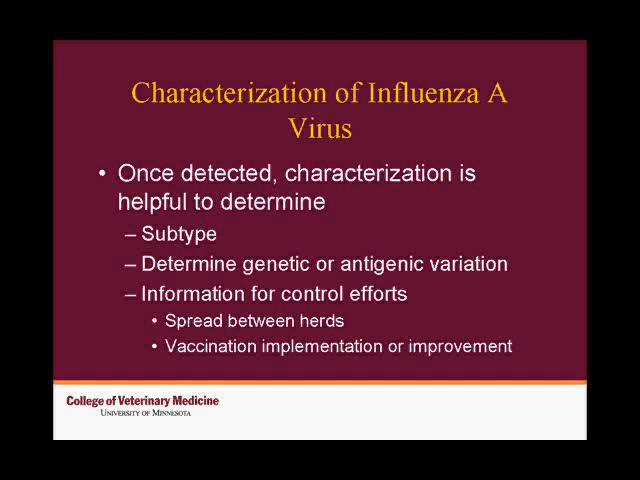 Characterization of Influenza A
Virus
• Once detected, characterization is
helpful to determine
– Subtype
– Determine genetic or antigenic variation
– Information for control efforts
• Spread between herds
• Vaccination implementation or improvement
College of Veterinary Medicine
UNIVERSITY OF MINNESOTA